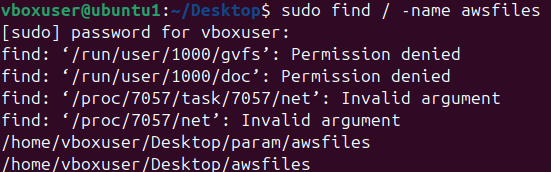 vboxuser@ubuntu1:~/Desktop$ sudo find / -name awsfiles
[sudo] password for vboxuser:
find: ‘/run/user/1000/gvfs’: Permission denied
find: ‘/run/user/1000/doc’: Permission denied
find: ‘/proc/7057/task/7057/net’: Invalid argument
find: ‘/proc/7057/net’: Invalid argument
/home/vboxuser/Desktop/param/awsfiles
/home/vboxuser/Desktop/awsfiles